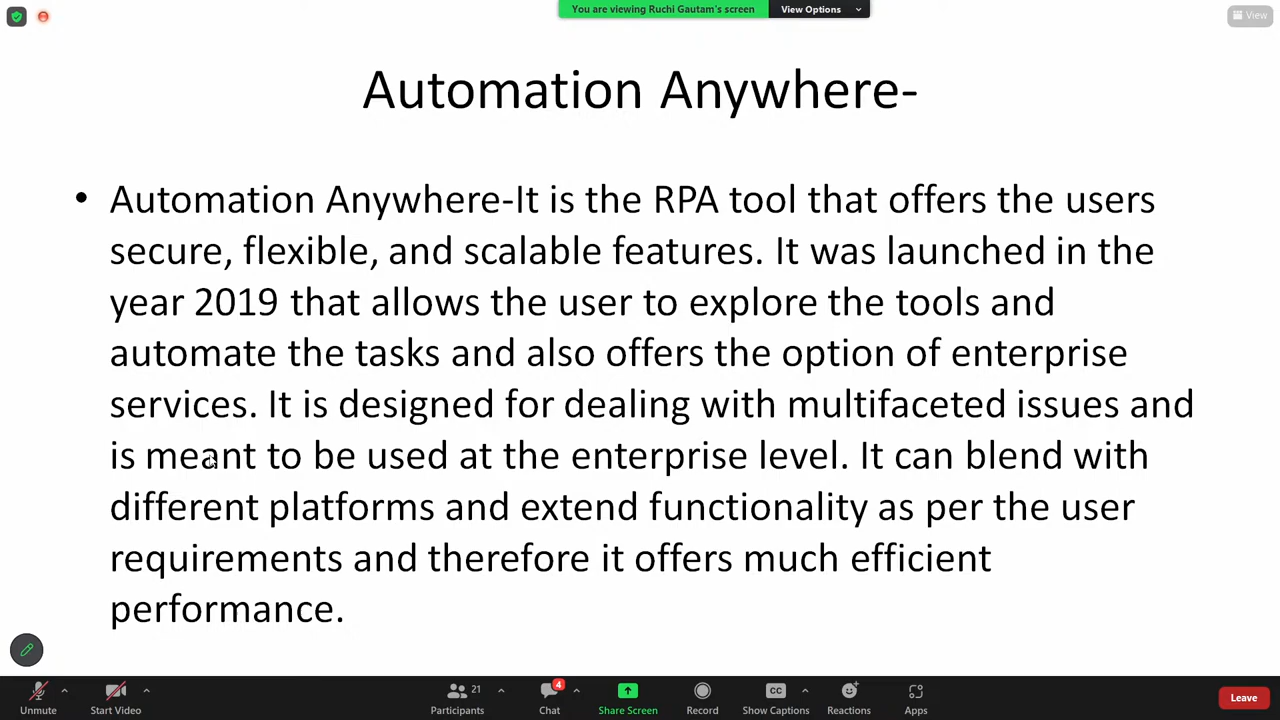 You are viewing Ruchi Gautam's screen View Options
View
Automation Anywhere-
• Automation Anywhere-It is the RPA tool that offers the users
secure, flexible, and scalable features. It was launched in the
year 2019 that allows the user to explore the tools and
automate the tasks and also offers the option of enterprise
services. It is designed for dealing with multifaceted issues and
is meant to be used at the enterprise level. It can blend with
different platforms and extend functionality as per the user
requirements and therefore it offers much efficient
performance.
21 4 CC
Unmute Start Video Participants Chat Share Screen Record Show Captions Reactions Apps Leave